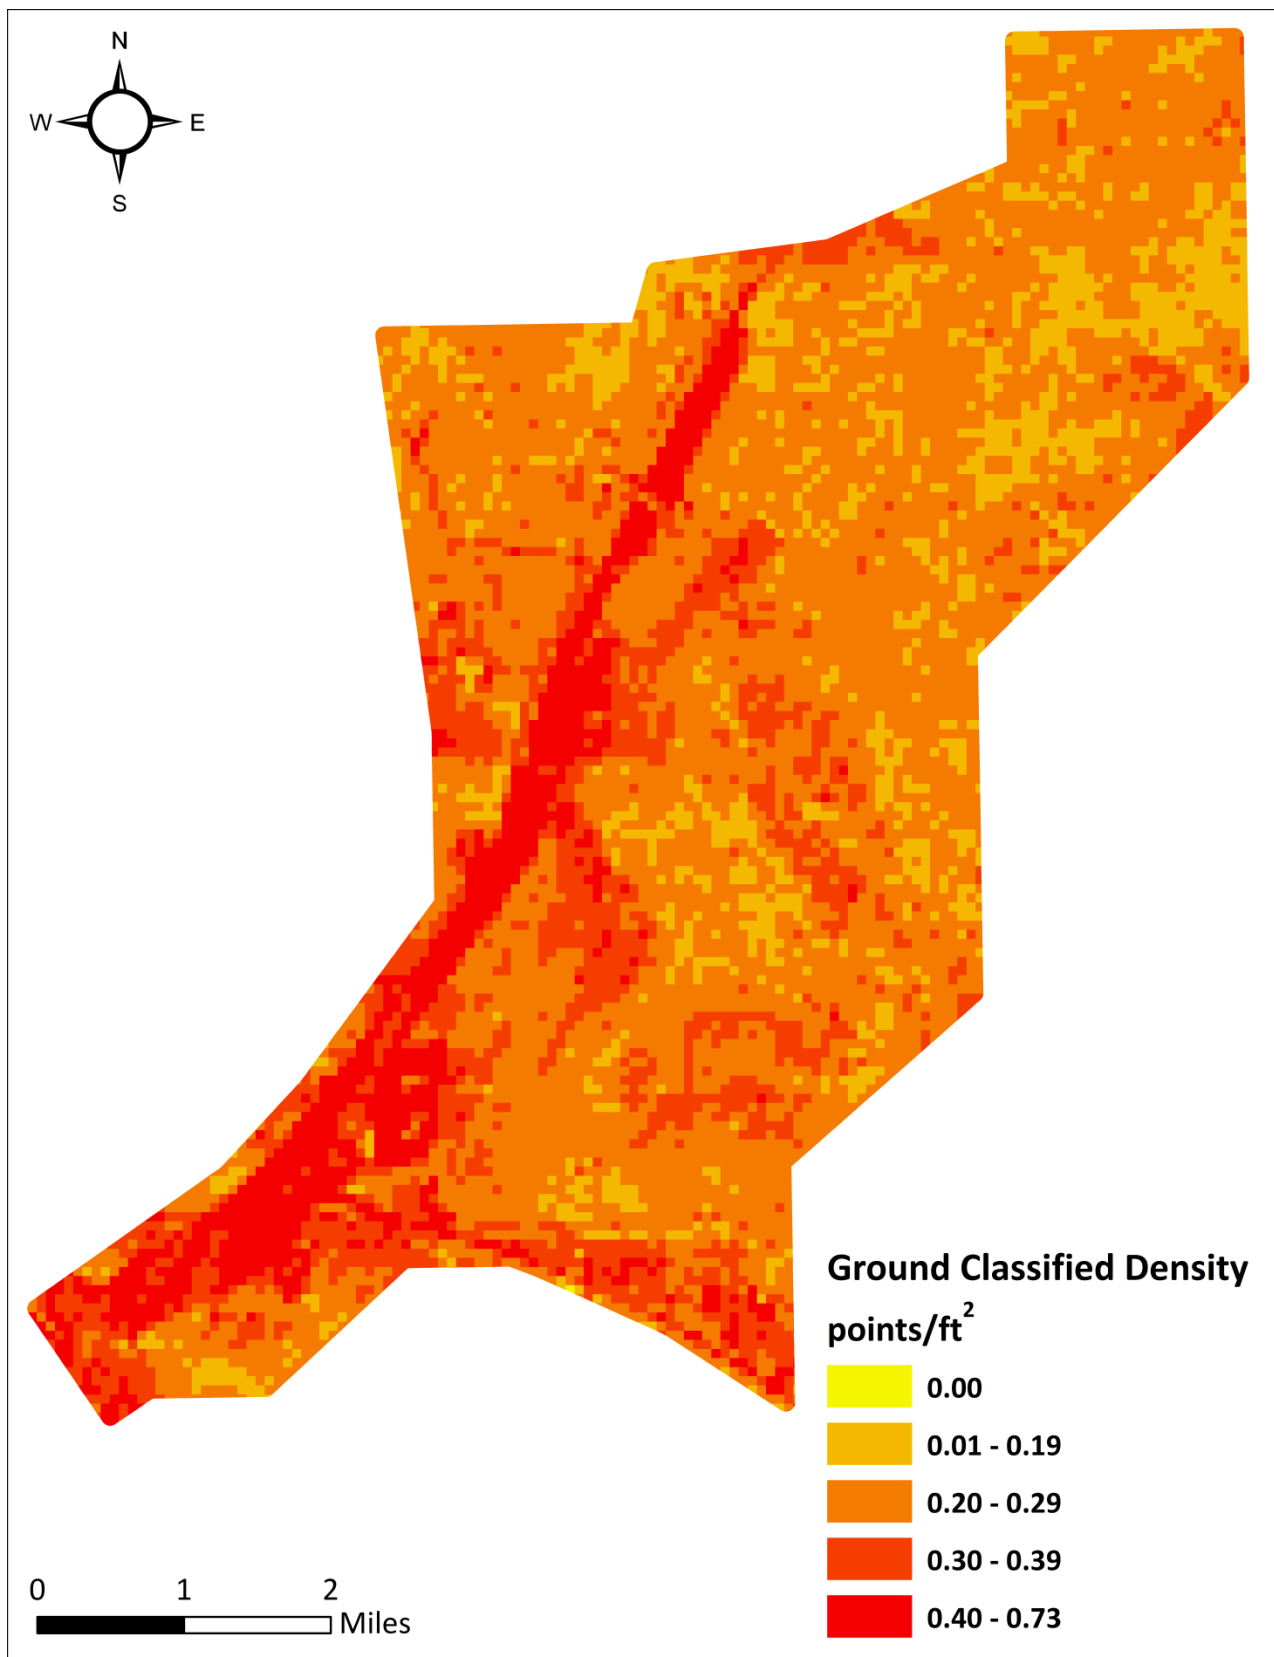 N
W E
S
Ground Classified Density
points/ft²
0.00
0.01 - 0.19
0.20 - 0.29
0.30 - 0.39
0.40 - 0.73
0 1 2
Miles